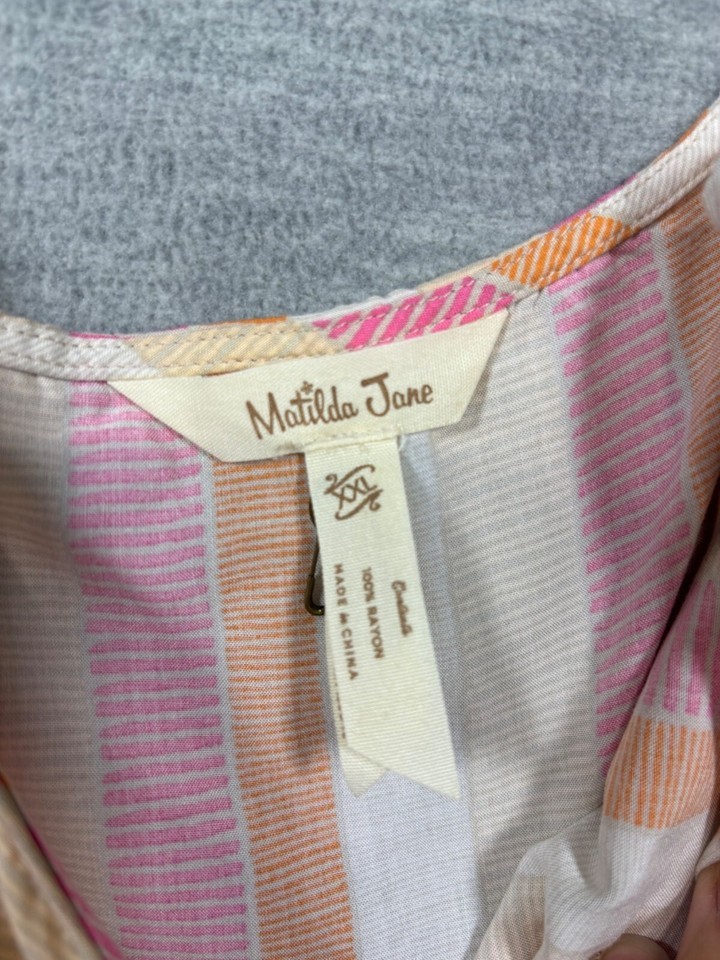 Matilda Jane
XXL
Contents
100% RAYON
MADE in CHINA